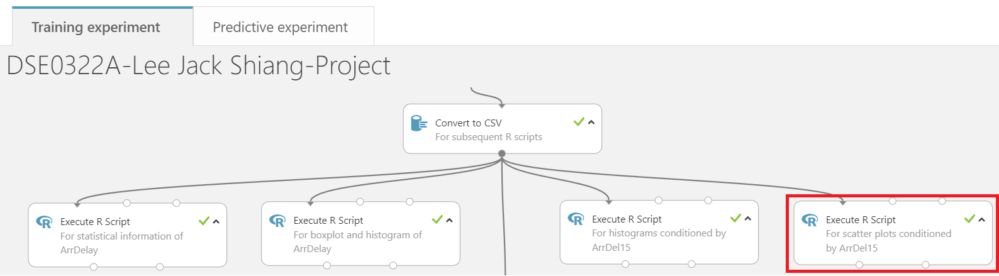 Training experiment
Predictive experiment
DSE0322A-Lee Jack Shiang-Project
Convert to CSV
For subsequent R scripts
R
Execute R Script
For statistical information of
ArrDelay
R
Execute R Script
For boxplot and histogram of
ArrDelay
R
Execute R Script
For histograms conditioned by
ArrDel15
R
Execute R Script
For scatter plots conditioned
by ArrDel15